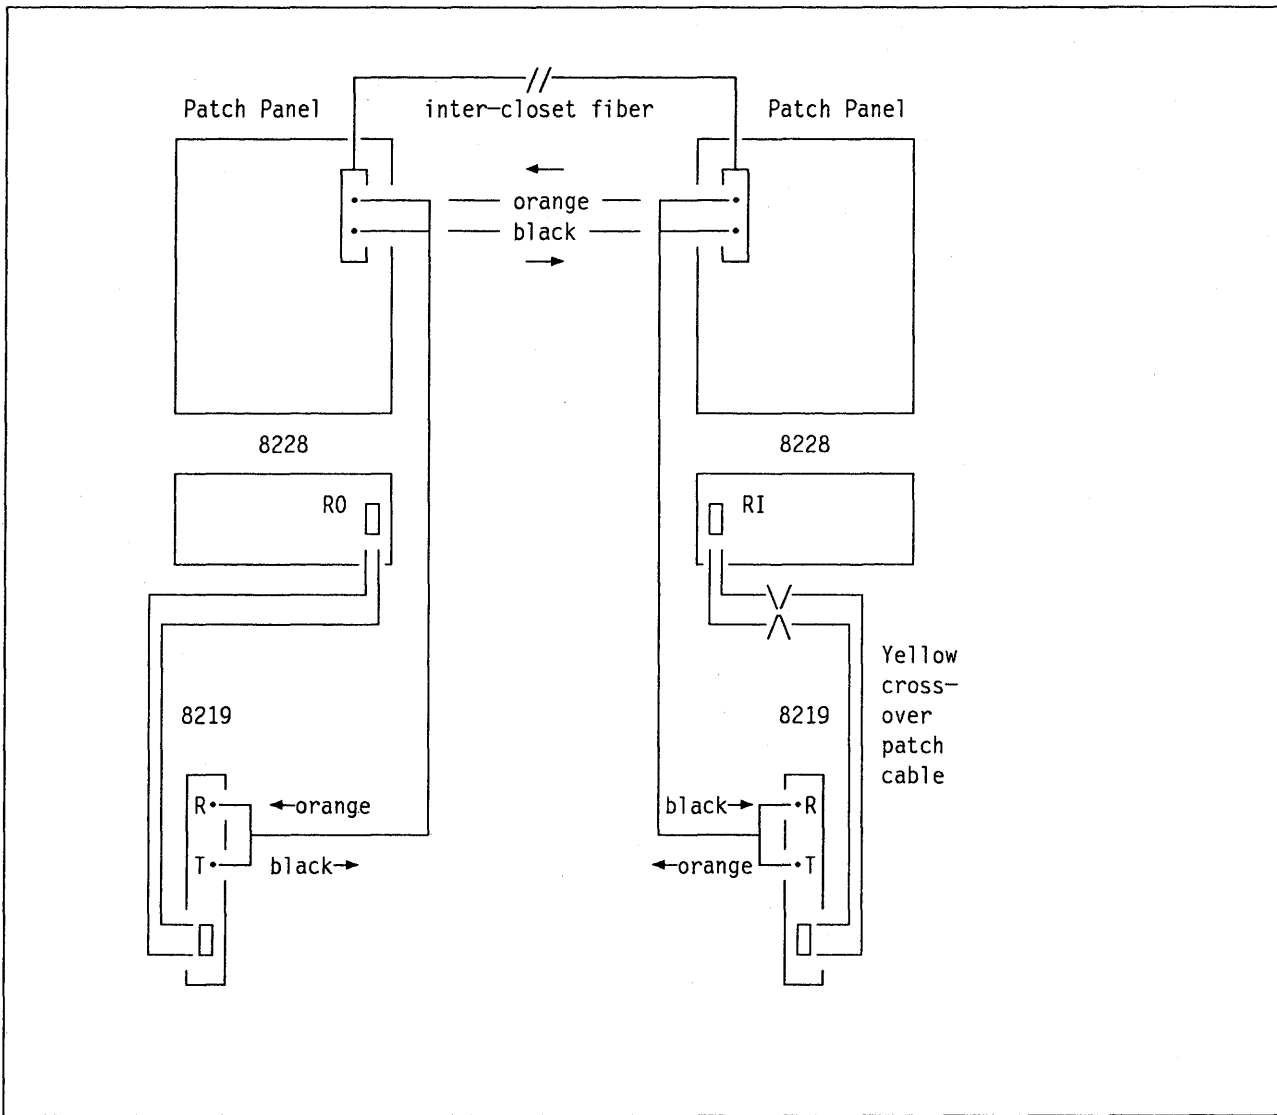 Patch Panel
inter-closet fiber
Patch Panel
orange
black
8228
8228
RO
RI
Yellow
cross-
over
patch
cable
8219
8219
R
orange
black
R
T
black
orange
T